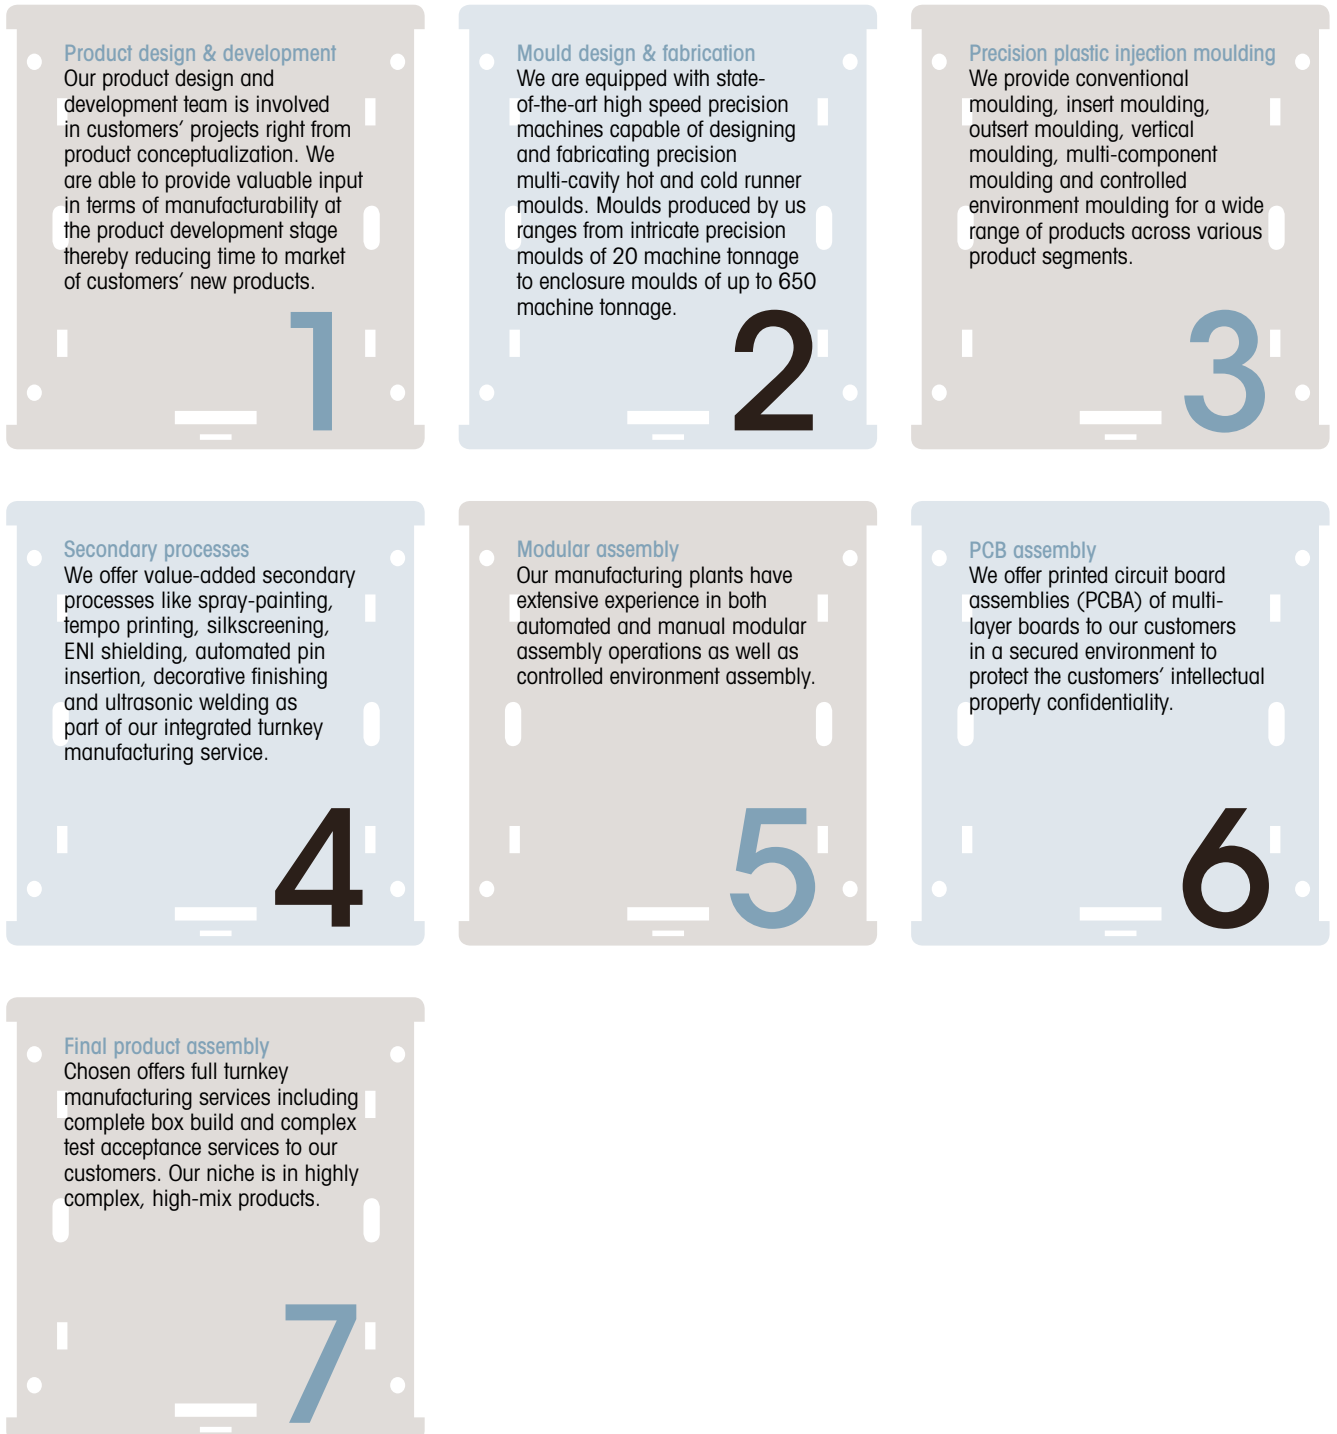 Product design & development
Our product design and
development team is involved
in customers’ projects right from
product conceptualization. We
are able to provide valuable input
in terms of manufacturability at
the product development stage
thereby reducing time to market
of customers’ new products.
1
Mould design & fabrication
We are equipped with state-
of-the-art high speed precision
machines capable of designing
and fabricating precision
multi-cavity hot and cold runner
moulds. Moulds produced by us
ranges from intricate precision
moulds of 20 machine tonnage
to enclosure moulds of up to 650
machine tonnage.
2
Precision plastic injection moulding
We provide conventional
moulding, insert moulding,
outsert moulding, vertical
moulding, multi-component
moulding and controlled
environment moulding for a wide
range of products across various
product segments.
3
Secondary processes
We offer value-added secondary
processes like spray-painting,
tempo printing, silkscreening,
ENI shielding, automated pin
insertion, decorative finishing
and ultrasonic welding as
part of our integrated turnkey
manufacturing service.
4
Modular assembly
Our manufacturing plants have
extensive experience in both
automated and manual modular
assembly operations as well as
controlled environment assembly.
5
PCB assembly
We offer printed circuit board
assemblies (PCBA) of multi-
layer boards to our customers
in a secured environment to
protect the customers’ intellectual
property confidentiality.
6
Final product assembly
Chosen offers full turnkey
manufacturing services including
complete box build and complex
test acceptance services to our
customers. Our niche is in highly
complex, high-mix products.
7